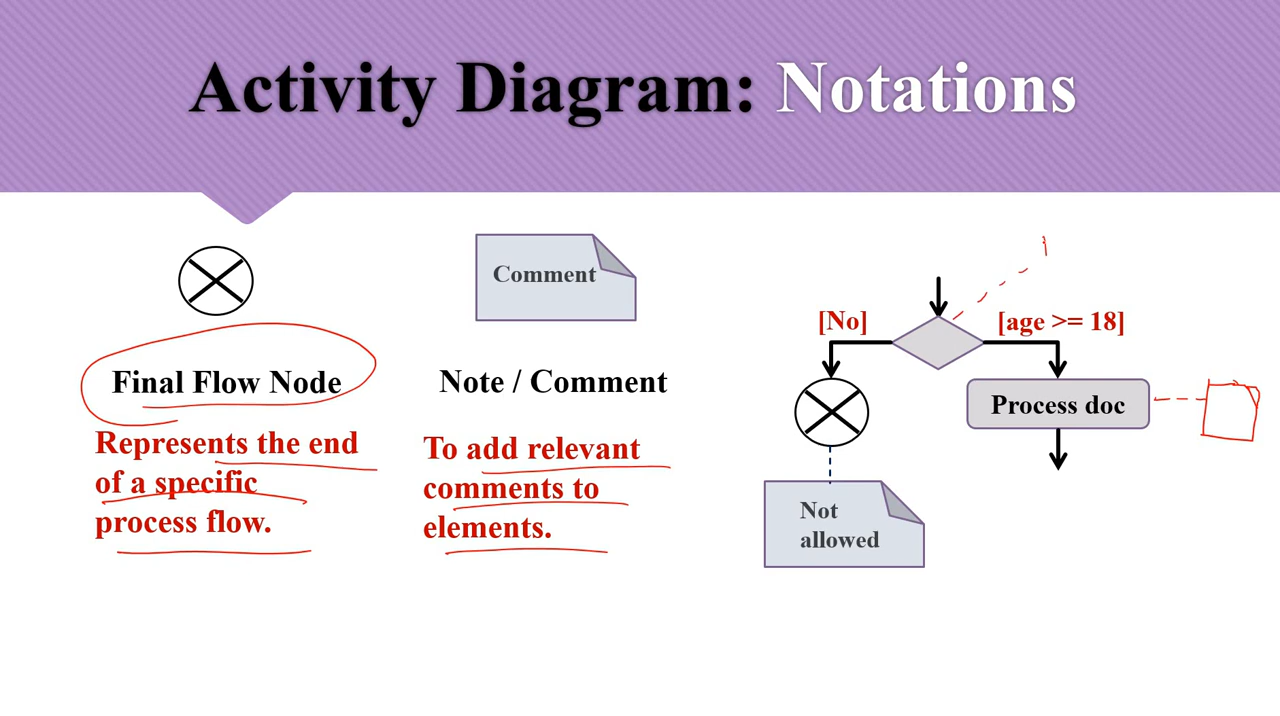 Activity Diagram: Notations
Final Flow Node
Represents the end
of a specific
process flow.
Comment
Note / Comment
To add relevant
comments to
elements.
[No]
[age >= 18]
Process doc
Not
allowed